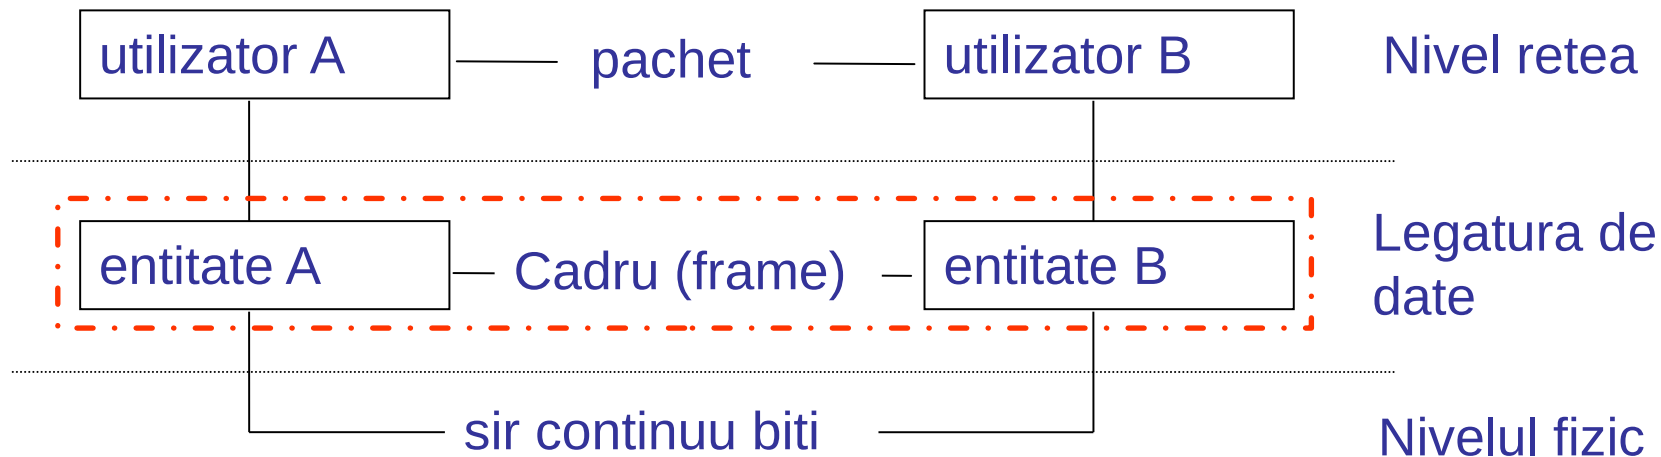 utilizator A
pachet
utilizator B
Nivel retea
entitate A
Cadru (frame)
entitate B
Legatura de
date
sir continuu biti
Nivelul fizic